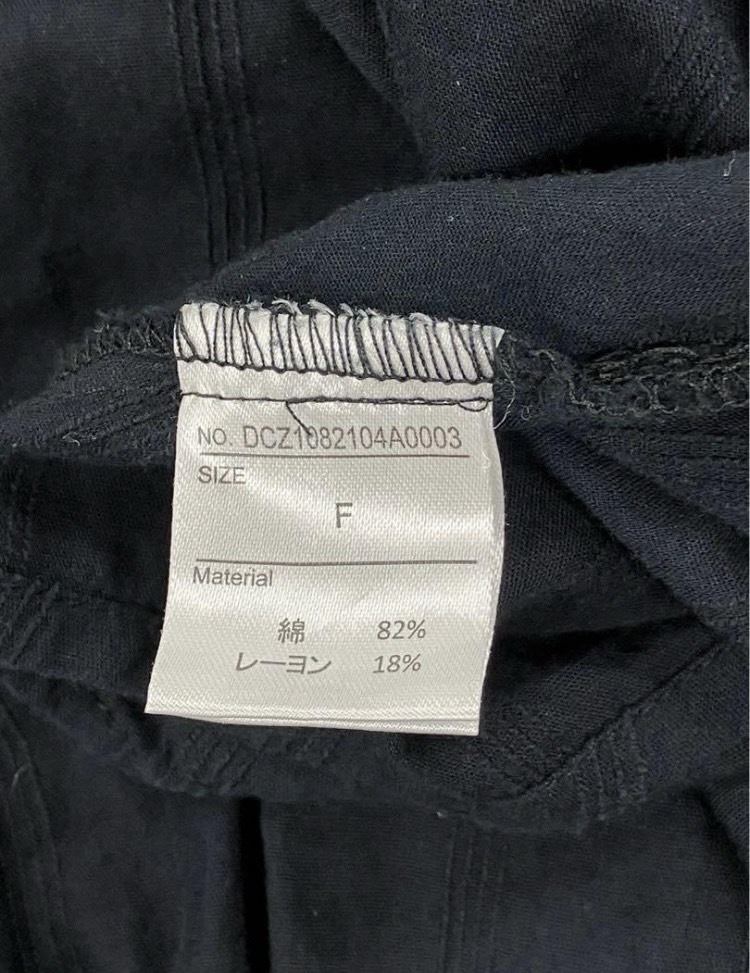 NO. DCZ1082104A0003
SIZE
F
Material
綿 82%
レーヨン 18%